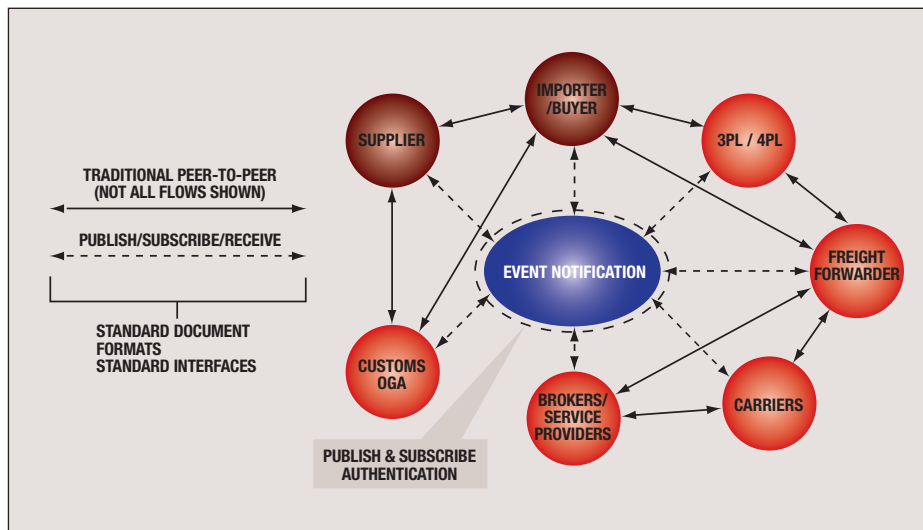 IMPORTER
/BUYER
SUPPLIER
3PL / 4PL
TRADITIONAL PEER-TO-PEER
(NOT ALL FLOWS SHOWN)
PUBLISH/SUBSCRIBE/RECEIVE
EVENT NOTIFICATION
FREIGHT
FORWARDER
STANDARD DOCUMENT
FORMATS
STANDARD INTERFACES
CUSTOMS
OGA
BROKERS/
SERVICE
PROVIDERS
CARRIERS
PUBLISH & SUBSCRIBE
AUTHENTICATION